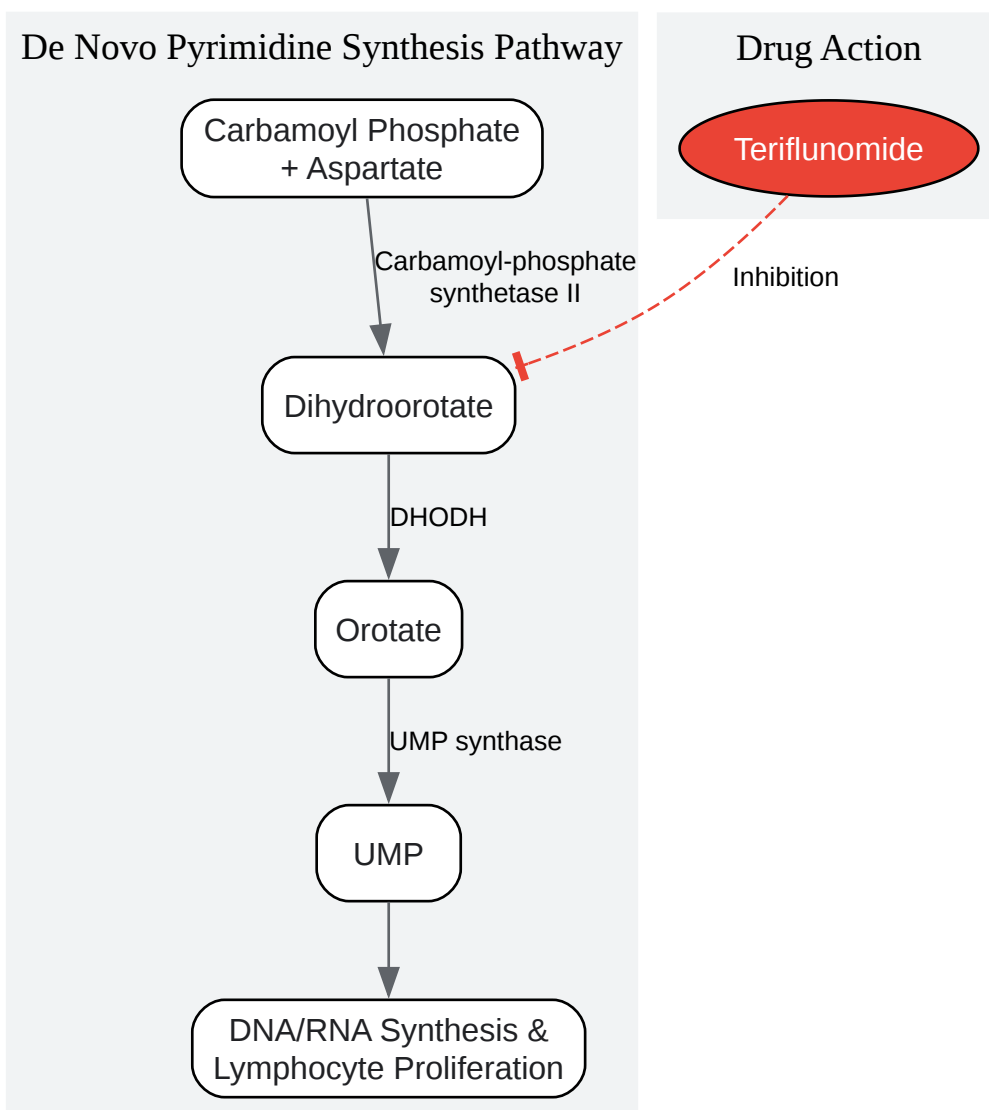 De Novo Pyrimidine Synthesis Pathway
Drug Action
Carbamoyl Phosphate
+ Aspartate
Teriflunomide
Carbamoyl-phosphate
synthetase II
Inhibition
Dihydroorotate
DHODH
Orotate
UMP synthase
UMP
DNA/RNA Synthesis &
Lymphocyte Proliferation